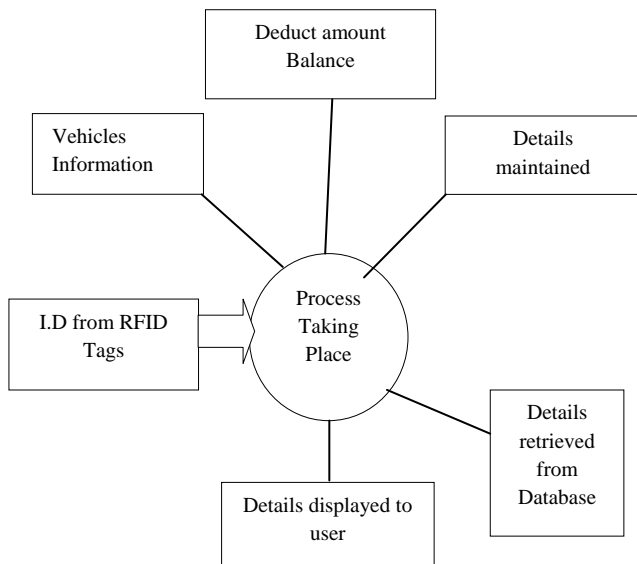 Deduct amount
Balance
Vehicles
Information
Details
maintained
Process
Taking
Place
I.D from RFID
Tags
Details
retrieved
from
Database
Details displayed to
user